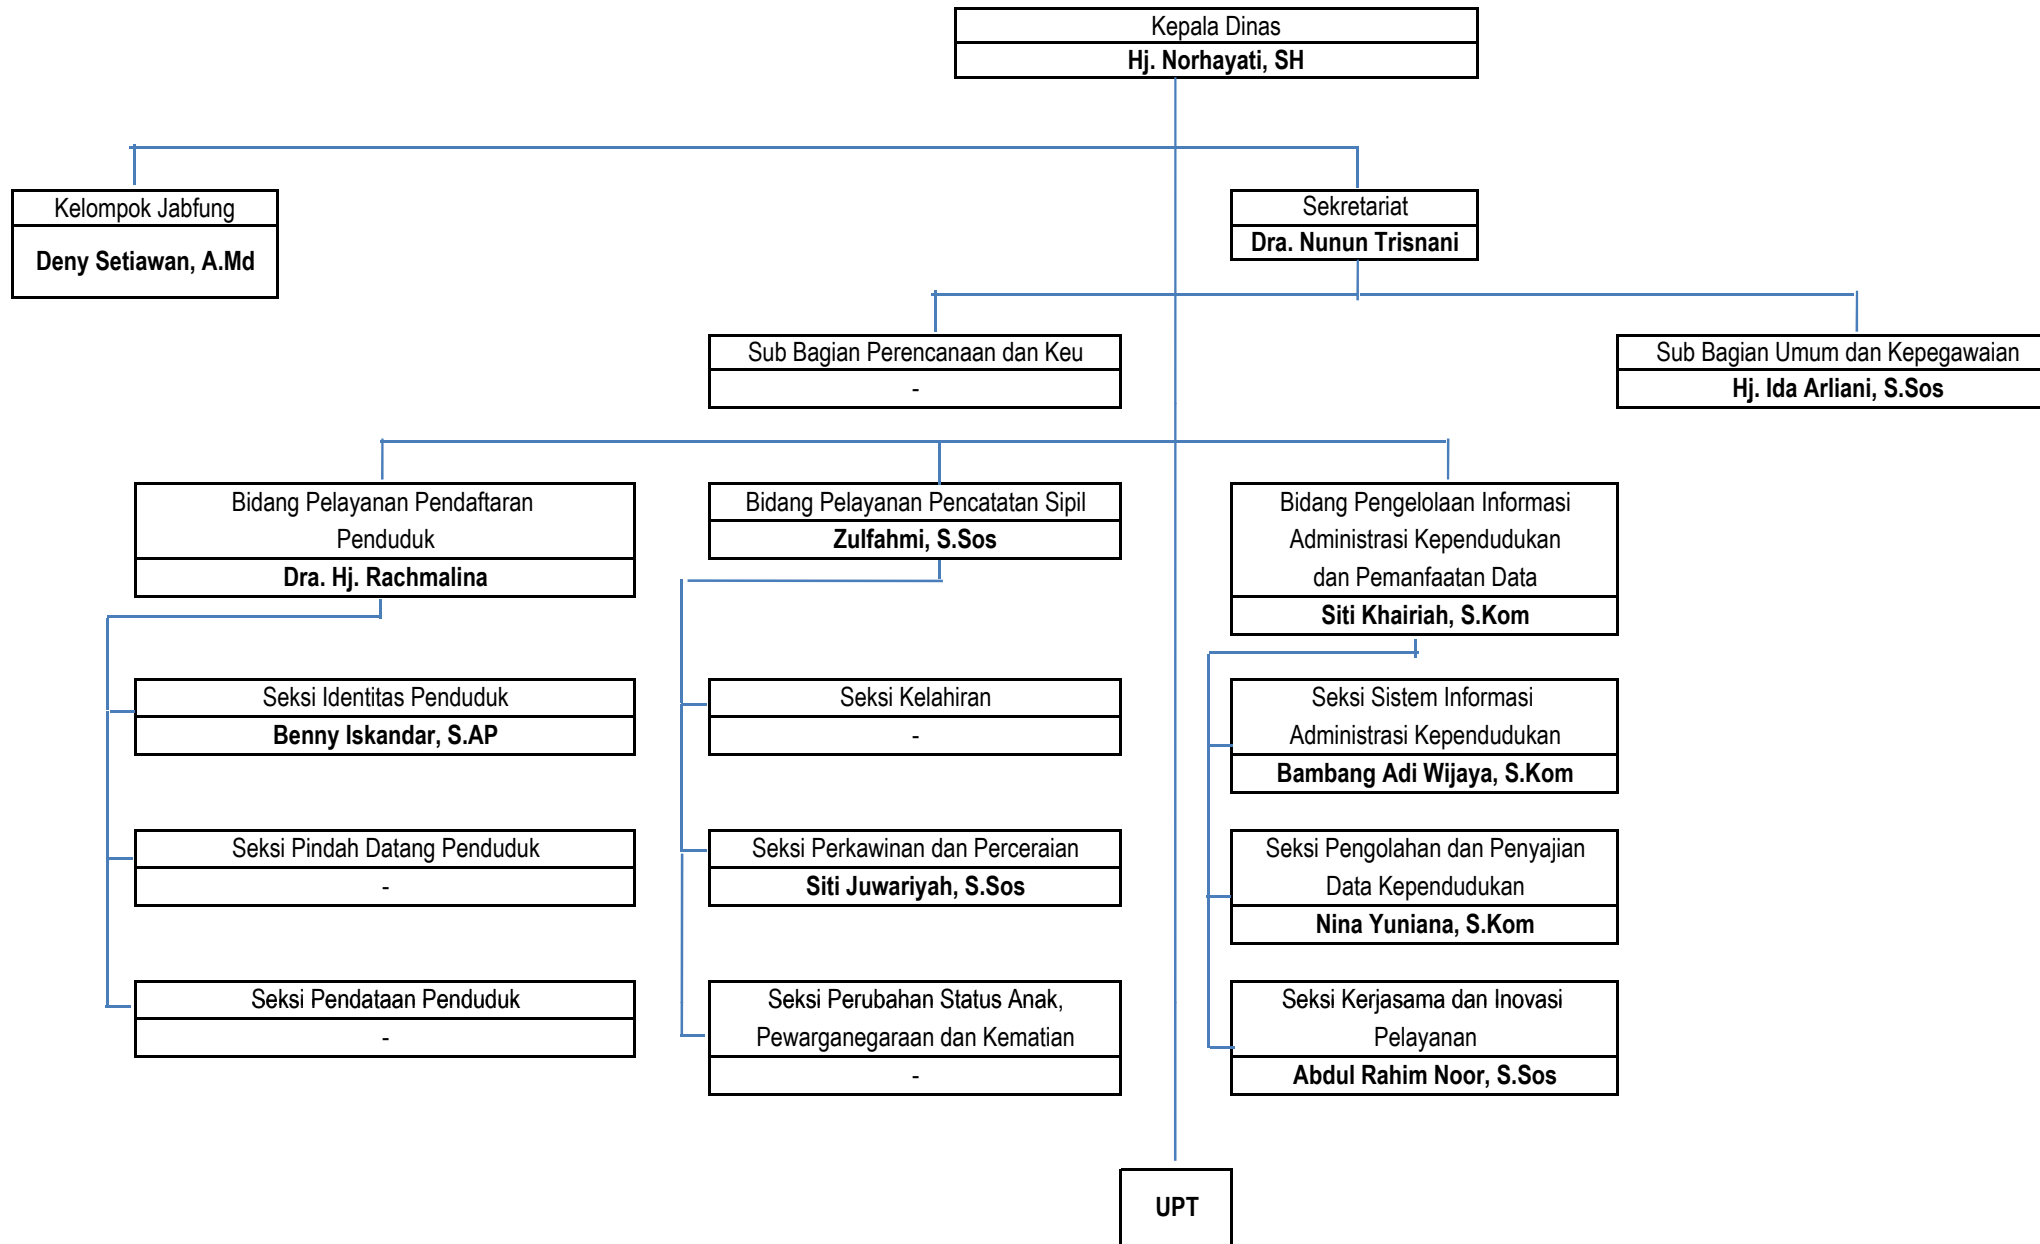 Kepala Dinas
Hj. Norhayati, SH
Kelompok Jabfung
Deny Setiawan, A.Md
Sekretariat
Dra. Nunun Trisnani
Sub Bagian Perencanaan dan Keu
-
Sub Bagian Umum dan Kepegawaian
Hj. Ida Arliani, S.Sos
Bidang Pelayanan Pendaftaran
Penduduk
Dra. Hj. Rachmalina
Bidang Pelayanan Pencatatan Sipil
Zulfahmi, S.Sos
Bidang Pengelolaan Informasi
Administrasi Kependudukan
dan Pemanfaatan Data
Siti Khairiah, S.Kom
Seksi Identitas Penduduk
Benny Iskandar, S.AP
Seksi Kelahiran
-
Seksi Sistem Informasi
Administrasi Kependudukan
Bambang Adi Wijaya, S.Kom
Seksi Pindah Datang Penduduk
-
Seksi Perkawinan dan Perceraian
Siti Juwariyah, S.Sos
Seksi Pengolahan dan Penyajian
Data Kependudukan
Nina Yuniana, S.Kom
Seksi Pendataan Penduduk
-
Seksi Perubahan Status Anak,
Pewarganegaraan dan Kematian
-
Seksi Kerjasama dan Inovasi
Pelayanan
Abdul Rahim Noor, S.Sos
UPT